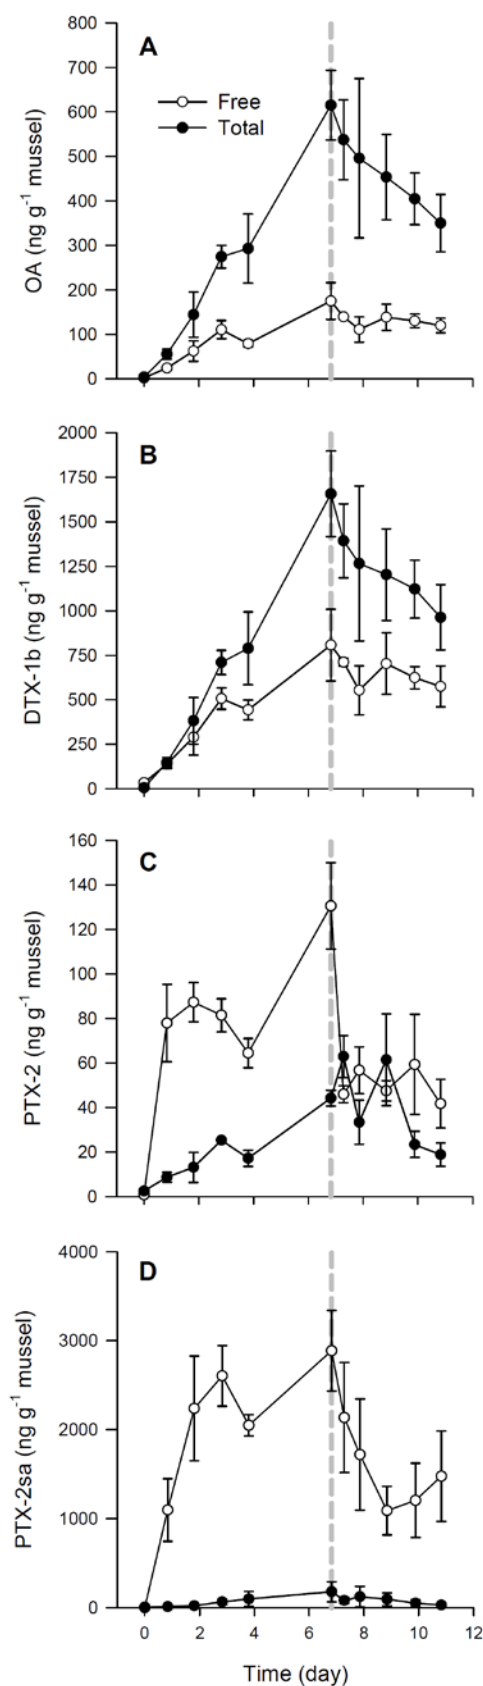 A
Free
Total
OA (ng g⁻¹ mussel)
800
700
600
500
400
300
200
100
0
B
DTX-1b (ng g⁻¹ mussel)
2000
1750
1500
1250
1000
750
500
250
0
C
PTX-2 (ng g⁻¹ mussel)
160
140
120
100
80
60
40
20
0
D
PTX-2sa (ng g⁻¹ mussel)
4000
3000
2000
1000
0
0 2 4 6 8 10 12
Time (day)